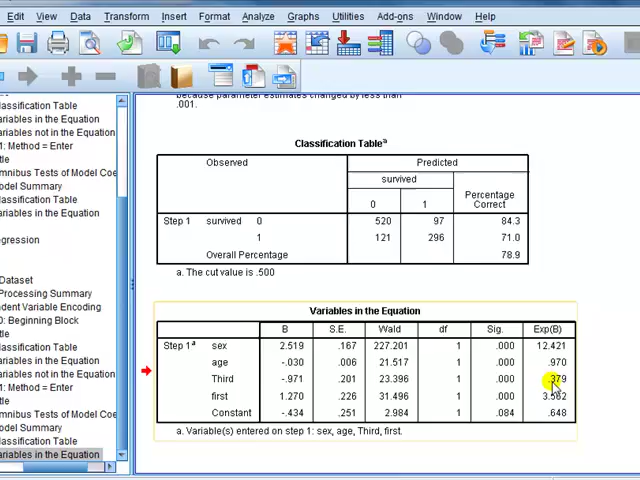 Edit View Data Transform Insert Format Analyze Graphs Utilities Add-ons Window Help
lassification Table
ariables in the Equation
ariables not in the Equation
1: Method = Enter
tle
mnibus Tests of Model Coe
odel Summary
lassification Table
ariables in the Equation
egression
Dataset
Processing Summary
ndent Variable Encoding
0: Beginning Block
tle
lassification Table
ariables in the Equation
ariables not in the Equation
1: Method = Enter
tle
mnibus Tests of Model Coe
odel Summary
lassification Table
ariables in the Equation
because parameter estimates changed by less than
.001.
Classification Tableᵃ
Observed Predicted
survived Percentage Correct
0 1
Step 1 survived 0 520 97 84.3
1 121 296 71.0
Overall Percentage 78.9
a. The cut value is .500
Variables in the Equation
B S.E. Wald df Sig. Exp(B)
Step 1ᵃ sex 2.519 .167 227.201 1 .000 12.421
age -.030 .006 21.517 1 .000 .970
Third -.971 .201 23.396 1 .000 .379
first 1.270 .226 31.496 1 .000 3.562
Constant -.434 .251 2.984 1 .084 .648
a. Variable(s) entered on step 1: sex, age, Third, first.